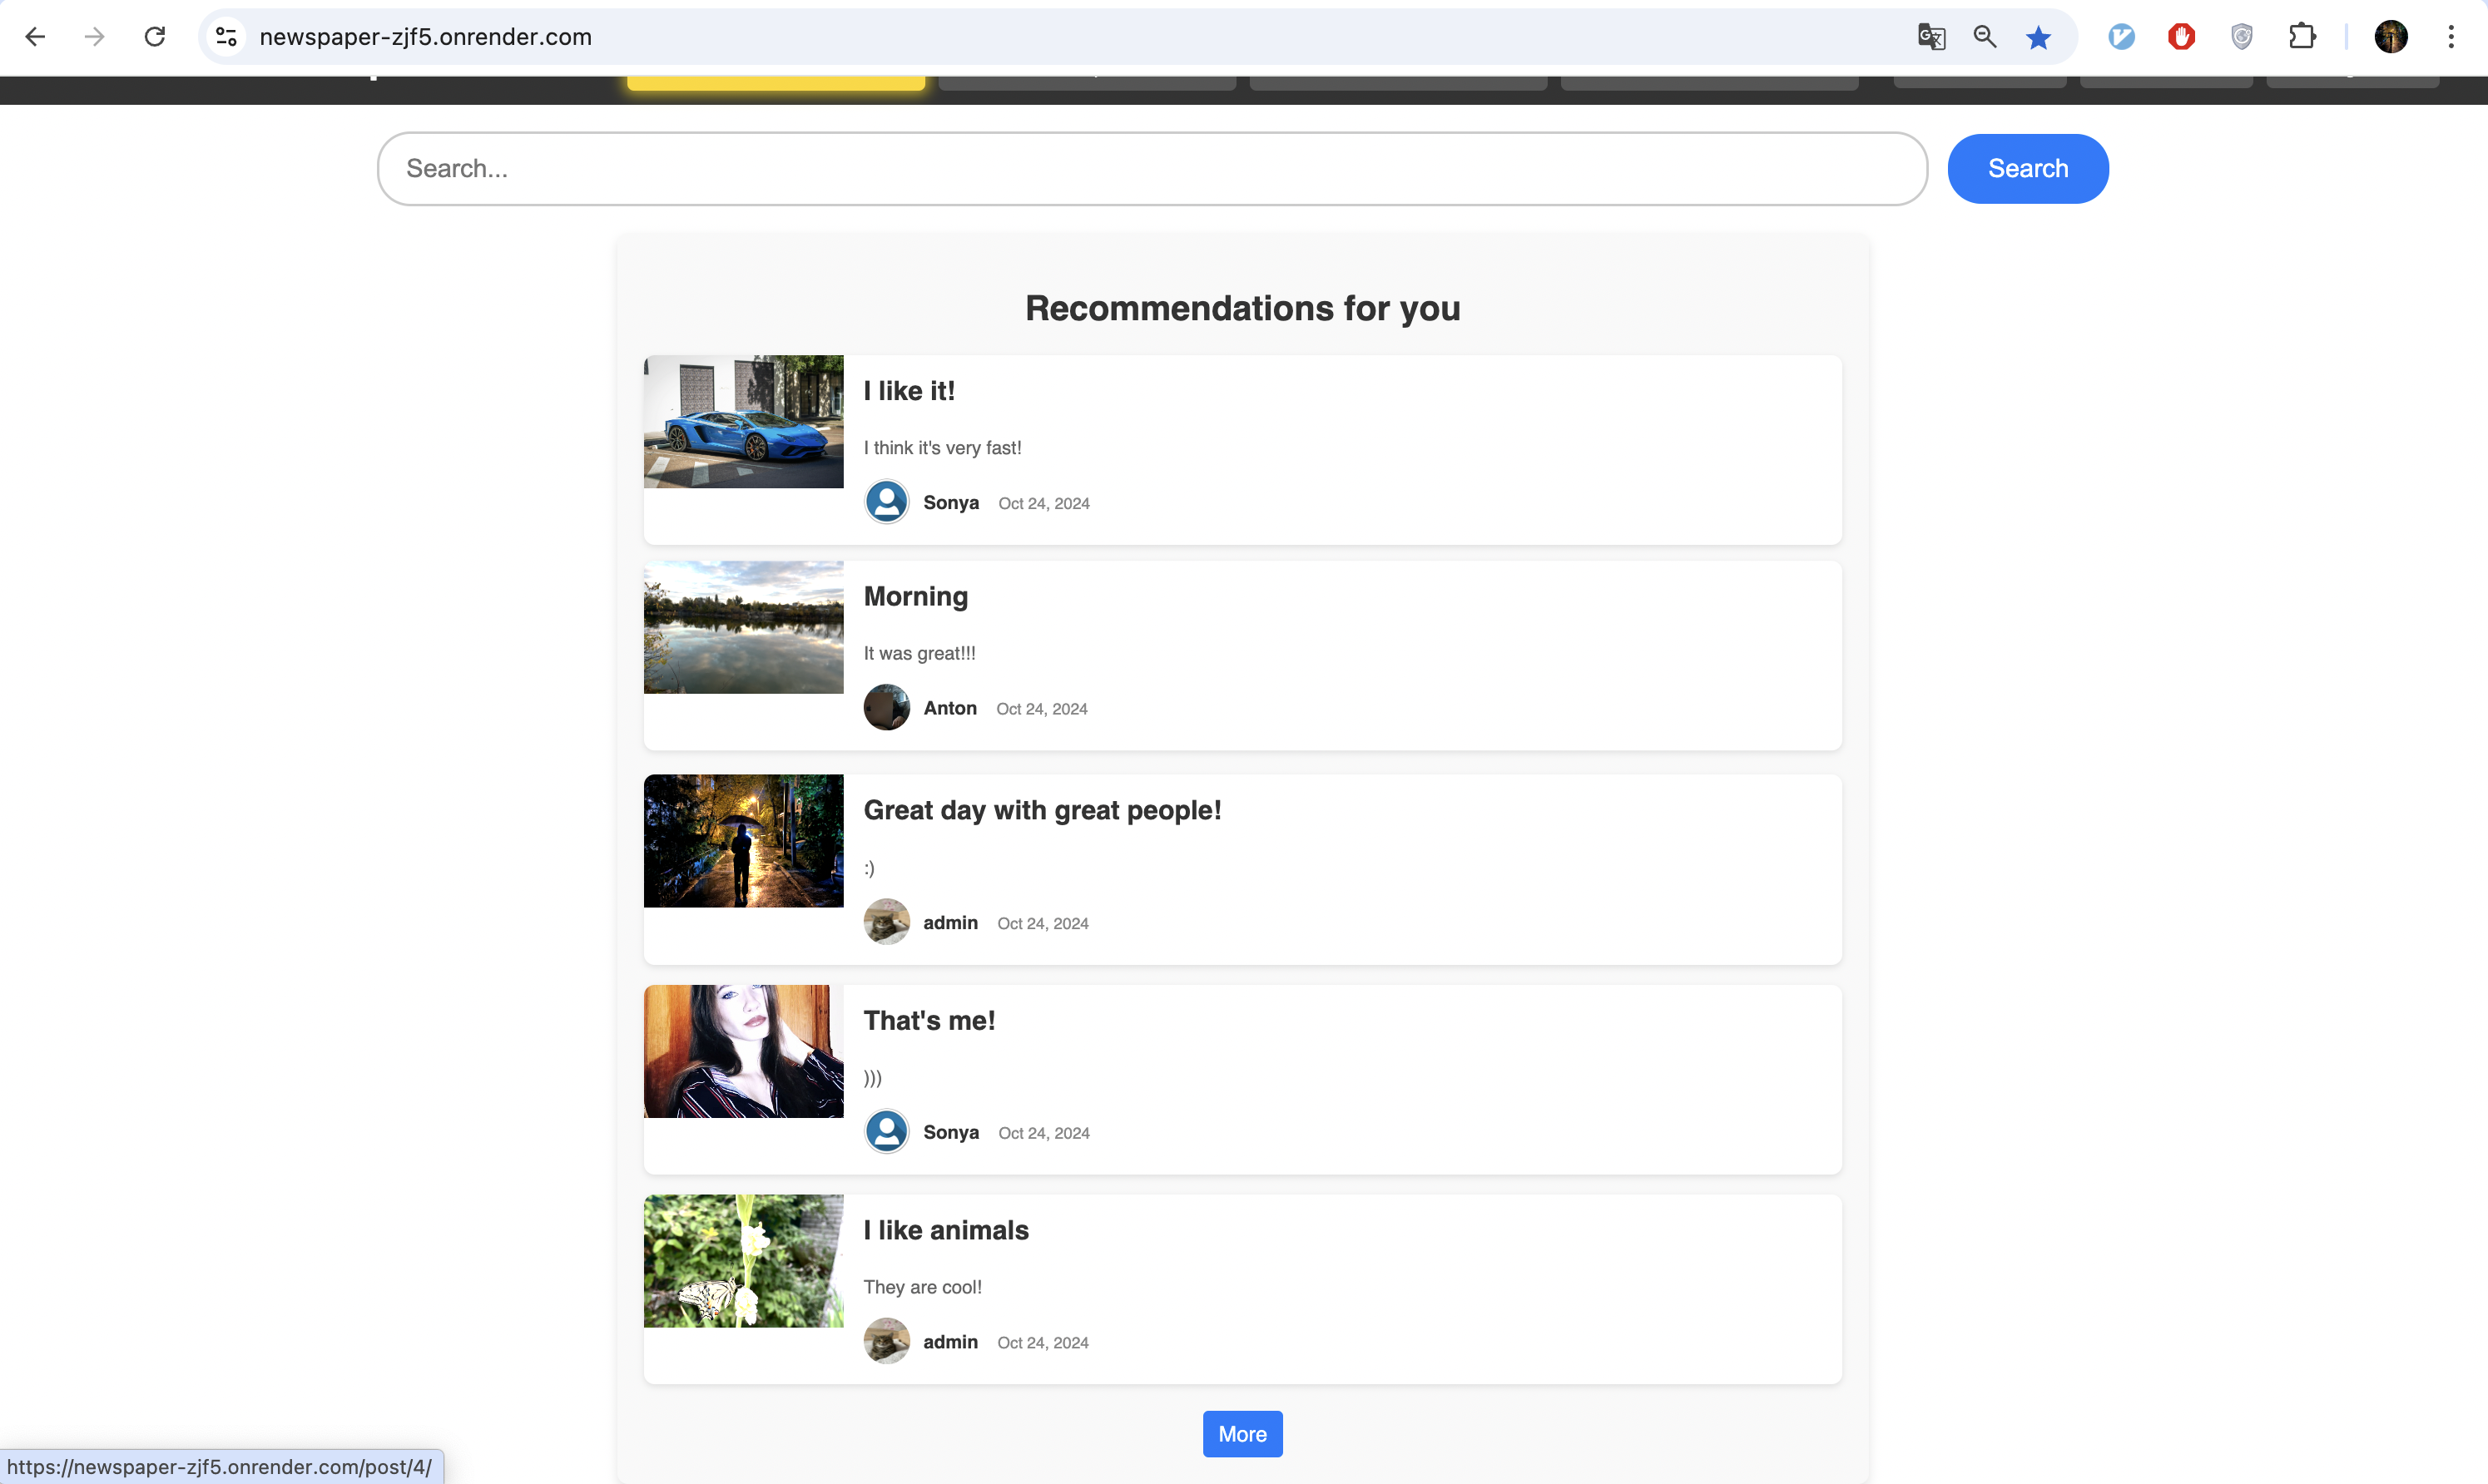 newspaper-zjf5.onrender.com
Search...
Search
Recommendations for you
I like it!
I think it's very fast!
Sonya Oct 24, 2024
Morning
It was great!!!
Anton Oct 24, 2024
Great day with great people!
:)
admin Oct 24, 2024
That's me!
)))
Sonya Oct 24, 2024
I like animals
They are cool!
admin Oct 24, 2024
More
https://newspaper-zjf5.onrender.com/post/4/